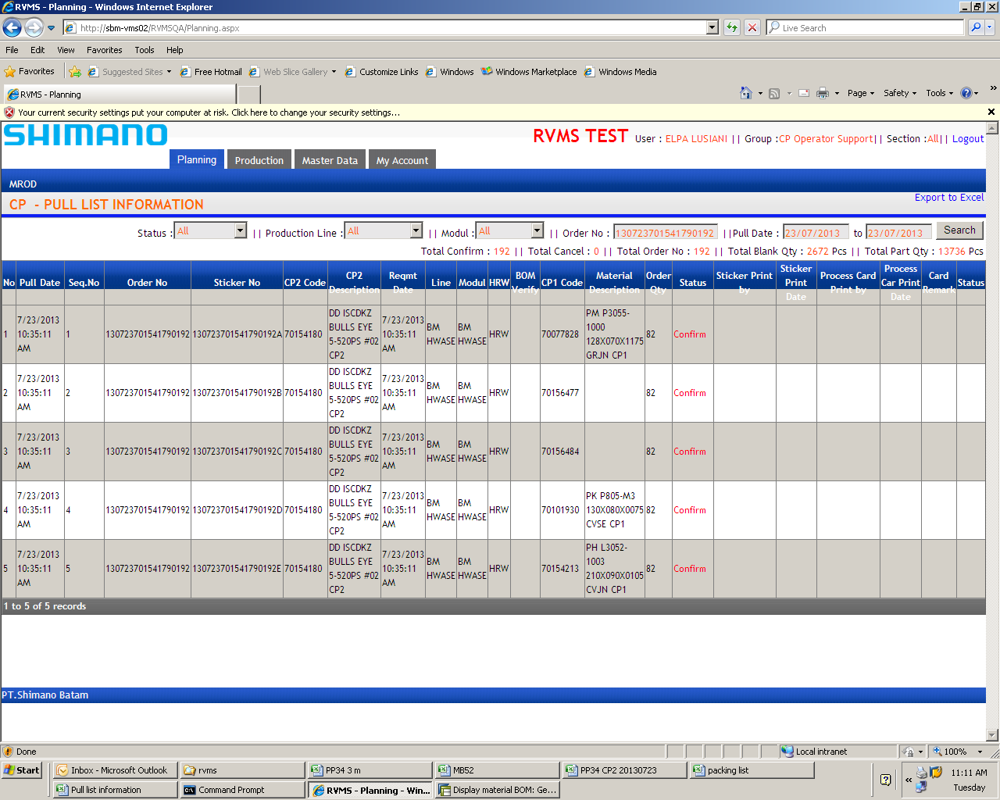 RVMS - Planning - Windows Internet Explorer
http://sbm-vms02/RVMSQA/Planning.aspx
Live Search
File Edit View Favorites Tools Help
Favorites Suggested Sites Free Hotmail Web Slice Gallery Customize Links Windows Windows Marketplace Windows Media
RVMS - Planning
Page Safety Tools
Your current security settings put your computer at risk. Click here to change your security settings...
SHIMANO
RVMS TEST User : ELPA LUSIANI || Group :CP Operator Support|| Section :All|| Logout
Planning Production Master Data My Account
MROD
CP - PULL LIST INFORMATION
Export to Excel
Status : All || Production Line : All || Modul : All || Order No : 130723701541790192 ||Pull Date : 23/07/2013 to 23/07/2013 Search
Total Confirm : 192 || Total Cancel : 0 || Total Order No : 192 || Total Blank Qty : 2672 Pcs || Total Part Qty : 13736 Pcs
No Pull Date Seq.No Order No Sticker No CP2 Code CP2 Description Reqmt Date Line Modul HRW BOM Verify CP1 Code Material Description Order Qty Status Sticker Print by Sticker Print Date Process Card Print by Process Car Print Date Card Remark Status
1 7/23/2013 10:35:11 AM 1 130723701541790192 130723701541790192A 70154180 DD ISCDKZ BULLS EYE 5-520PS #02 CP2 7/23/2013 10:35:11 AM BM HWASE BM HWASE HRW 70077828 PM P3055-1000 128X070X1175 GRJN CP1 82 Confirm
2 7/23/2013 10:35:11 AM 2 130723701541790192 130723701541790192B 70154180 DD ISCDKZ BULLS EYE 5-520PS #02 CP2 7/23/2013 10:35:11 AM BM HWASE BM HWASE HRW 70156477 82 Confirm
3 7/23/2013 10:35:11 AM 3 130723701541790192 130723701541790192C 70154180 DD ISCDKZ BULLS EYE 5-520PS #02 CP2 7/23/2013 10:35:11 AM BM HWASE BM HWASE HRW 70156484 82 Confirm
4 7/23/2013 10:35:11 AM 4 130723701541790192 130723701541790192D 70154180 DD ISCDKZ BULLS EYE 5-520PS #02 CP2 7/23/2013 10:35:11 AM BM HWASE BM HWASE HRW 70101930 PK P805-M3 130X080X0075 CVSE CP1 82 Confirm
5 7/23/2013 10:35:11 AM 5 130723701541790192 130723701541790192E 70154180 DD ISCDKZ BULLS EYE 5-520PS #02 CP2 7/23/2013 10:35:11 AM BM HWASE BM HWASE HRW 70154213 PH L3052-1003 210X090X0105 CVJN CP1 82 Confirm
1 to 5 of 5 records
PT.Shimano Batam
Done Local intranet 100%
Start Inbox - Microsoft Outlook rvms PP34 3 m MB52 PP34 CP2 20130723 packing list 11:11 AM
Pull list information Command Prompt RVMS - Planning - Win... Display material BOM: Ge... Tuesday